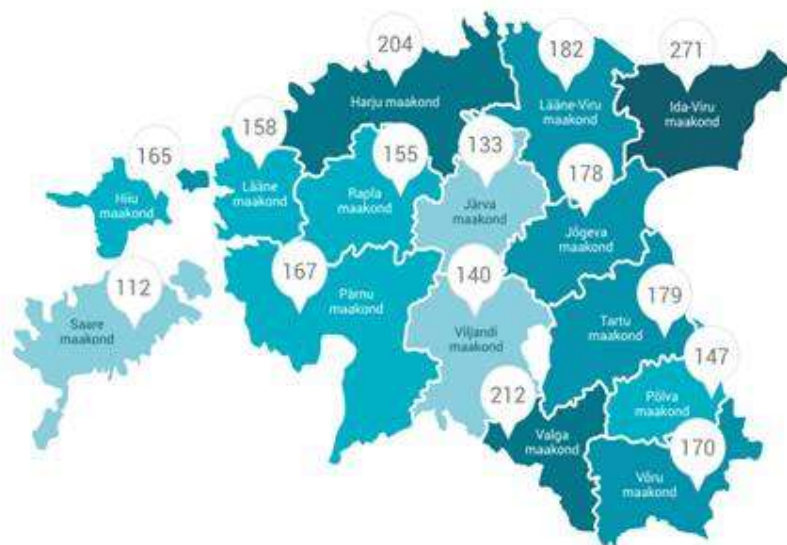 204
Harju maakond
182
Lääne-Viru
maakond
271
Ida-Viru
maakond
165
Hiiu
maakond
158
Lääne
maakond
155
Rapla
maakond
133
Järva
maakond
178
Jõgeva
maakond
112
Saare
maakond
167
Pärnu
maakond
140
Viljandi
maakond
179
Tartu
maakond
147
Põlva
maakond
212
Valga
maakond
170
Võru
maakond